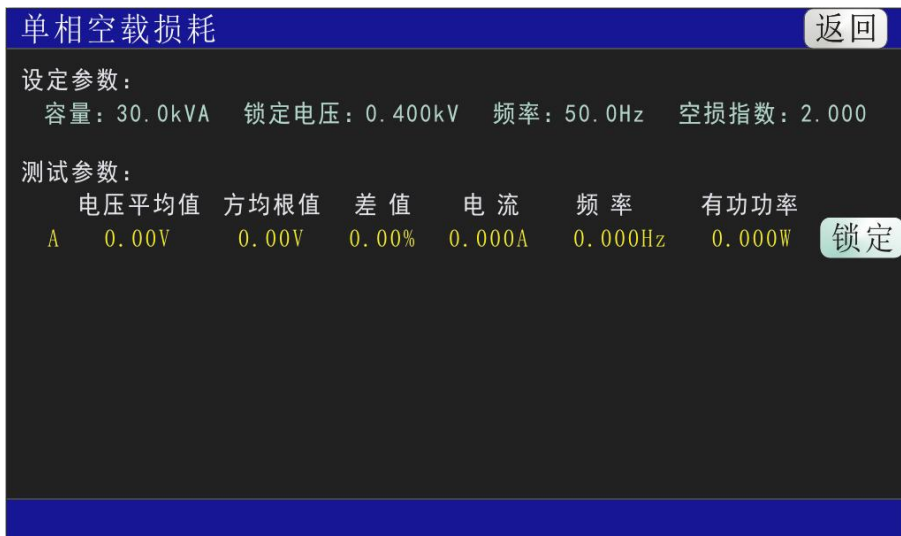 单相空载损耗 返回
设定参数：
容量：30.0kVA 锁定电压：0.400kV 频率：50.0Hz 空损指数：2.000
测试参数：
电压平均值 方均根值 差值 电流 频率 有功功率
A 0.00V 0.00V 0.00% 0.000A 0.000Hz 0.000W 锁定